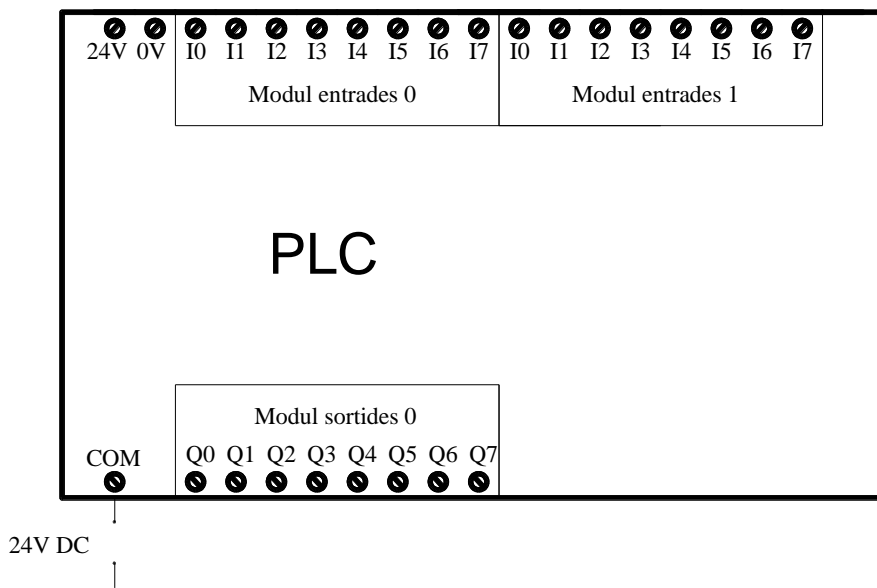 24V 0V I0 I1 I2 I3 I4 I5 I6 I7 I0 I1 I2 I3 I4 I5 I6 I7
Modul entrades 0 Modul entrades 1
PLC
Modul sortides 0
COM Q0 Q1 Q2 Q3 Q4 Q5 Q6 Q7
24V DC